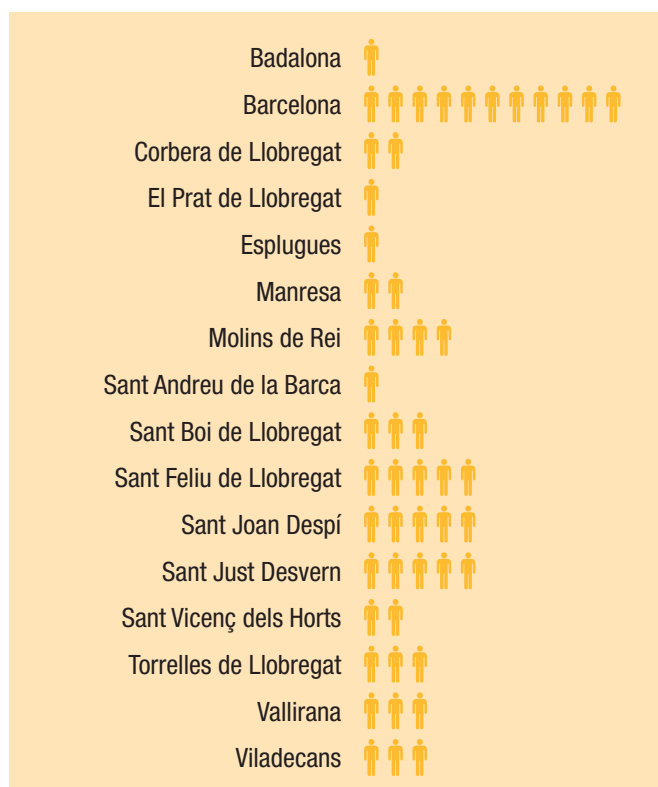 Badalona
Barcelona
Corbera de Llobregat
El Prat de Llobregat
Esplugues
Manresa
Molins de Rei
Sant Andreu de la Barca
Sant Boi de Llobregat
Sant Feliu de Llobregat
Sant Joan Despí
Sant Just Desvern
Sant Vicenç dels Horts
Torrelles de Llobregat
Vallirana
Viladecans